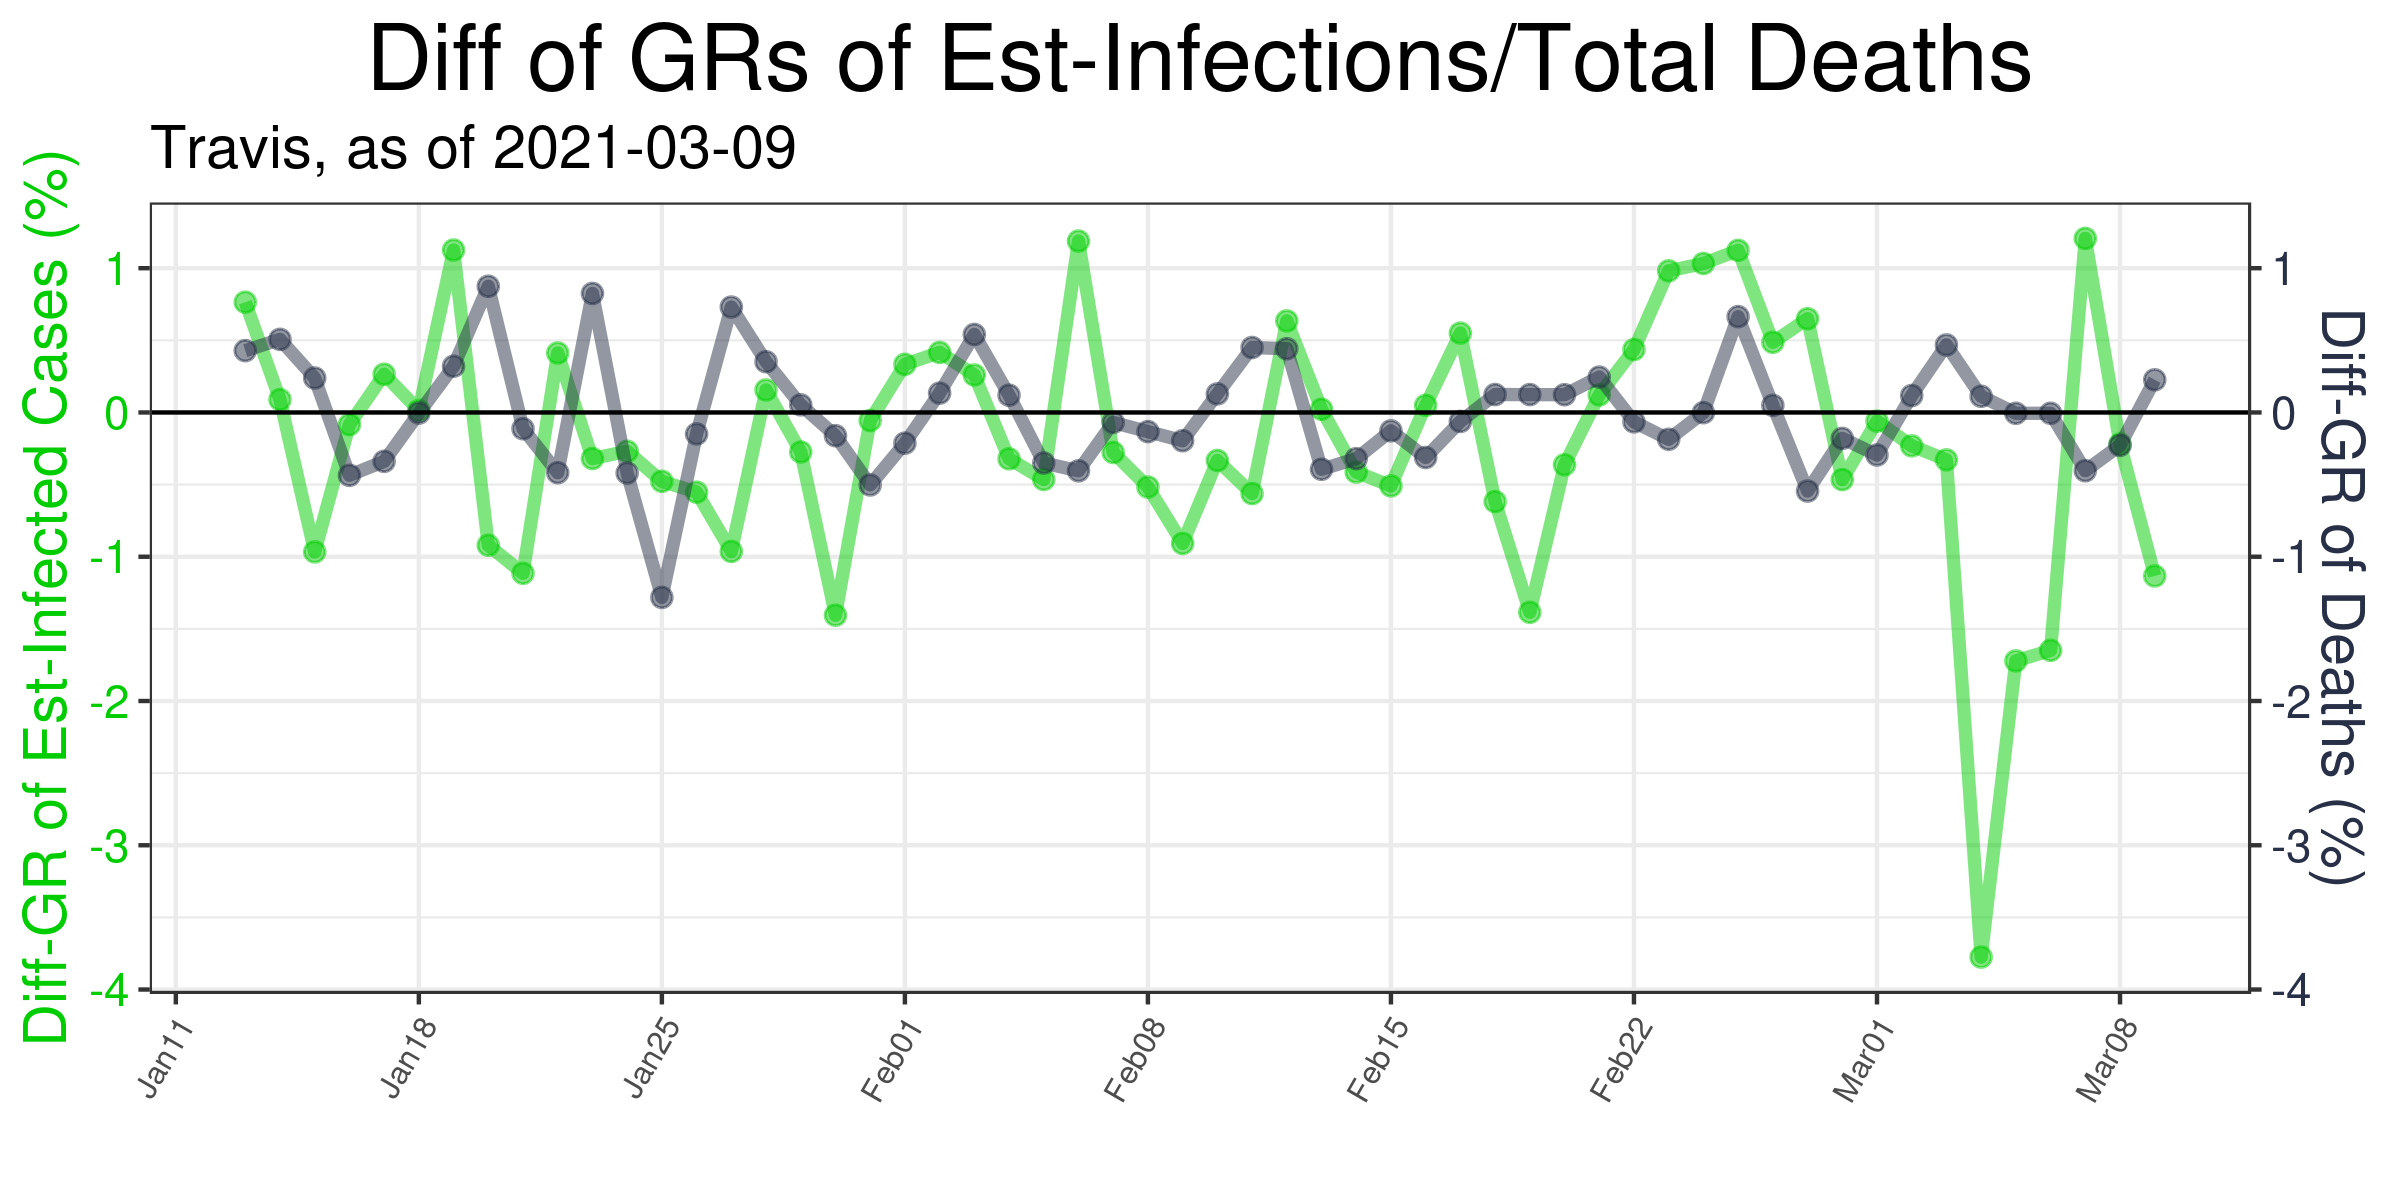 Diff of GRs of Est-Infections/Total Deaths
Travis, as of 2021-03-09
Diff-GR of Est-Infected Cases (%)
1
0
-1
-2
-3
-4
1
0
-1
-2
-3
-4
Diff-GR of Deaths (%)
Jan11
Jan18
Jan25
Feb01
Feb08
Feb15
Feb22
Mar01
Mar08